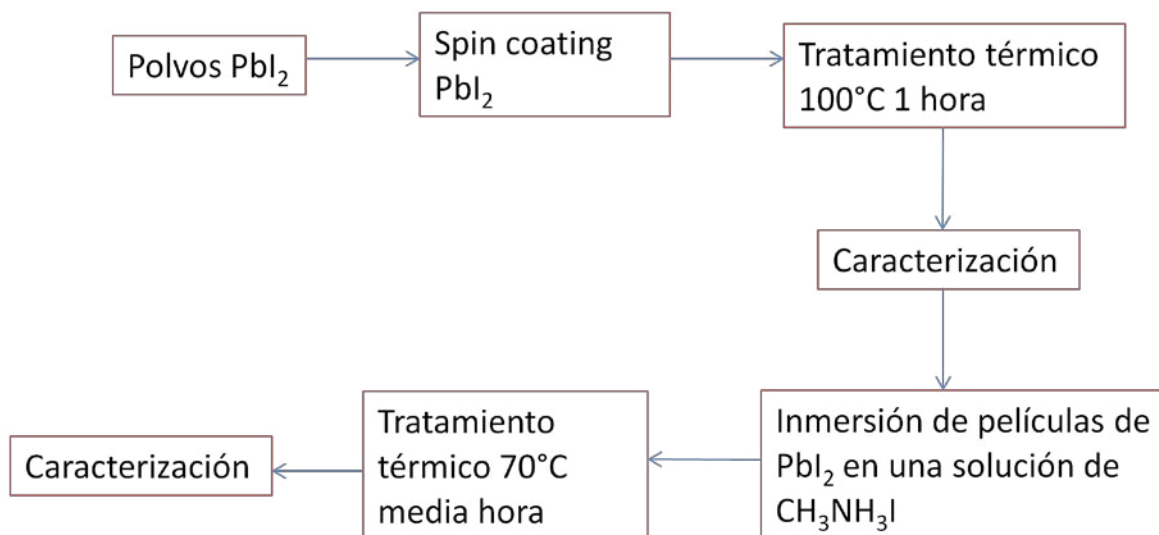 Polvos PbI₂
Spin coating
PbI₂
Tratamiento térmico
100°C 1 hora
Caracterización
Inmersión de películas de
PbI₂ en una solución de
CH₃NH₃I
Tratamiento
térmico 70°C
media hora
Caracterización